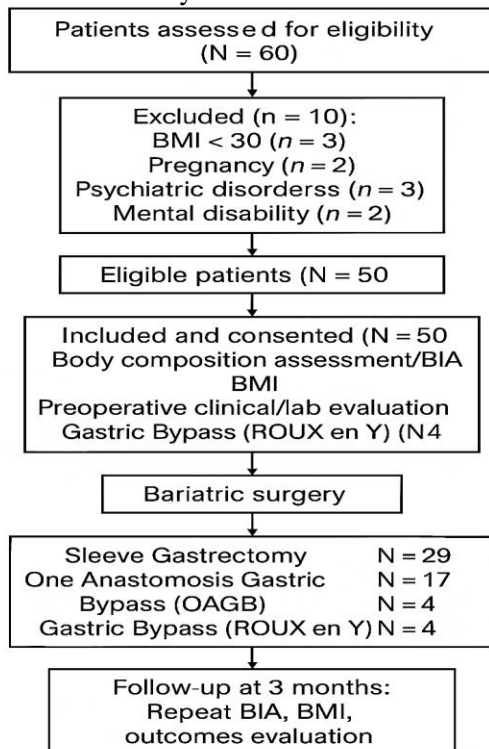 Patients assessed for eligibility
(N = 60)
Excluded (n = 10):
BMI < 30 (n = 3)
Pregnancy (n = 2)
Psychiatric disorderss (n = 3)
Mental disability (n = 2)
Eligible patients (N = 50
Included and consented (N = 50
Body composition assessment/BIA
BMI
Preoperative clinical/lab evaluation
Gastric Bypass (ROUX en Y) (N4
Bariatric surgery
Sleeve Gastrectomy N = 29
One Anastomosis Gastric N = 17
Bypass (OAGB) N = 4
Gastric Bypass (ROUX en Y) N = 4
Follow-up at 3 months:
Repeat BIA, BMI,
outcomes evaluation